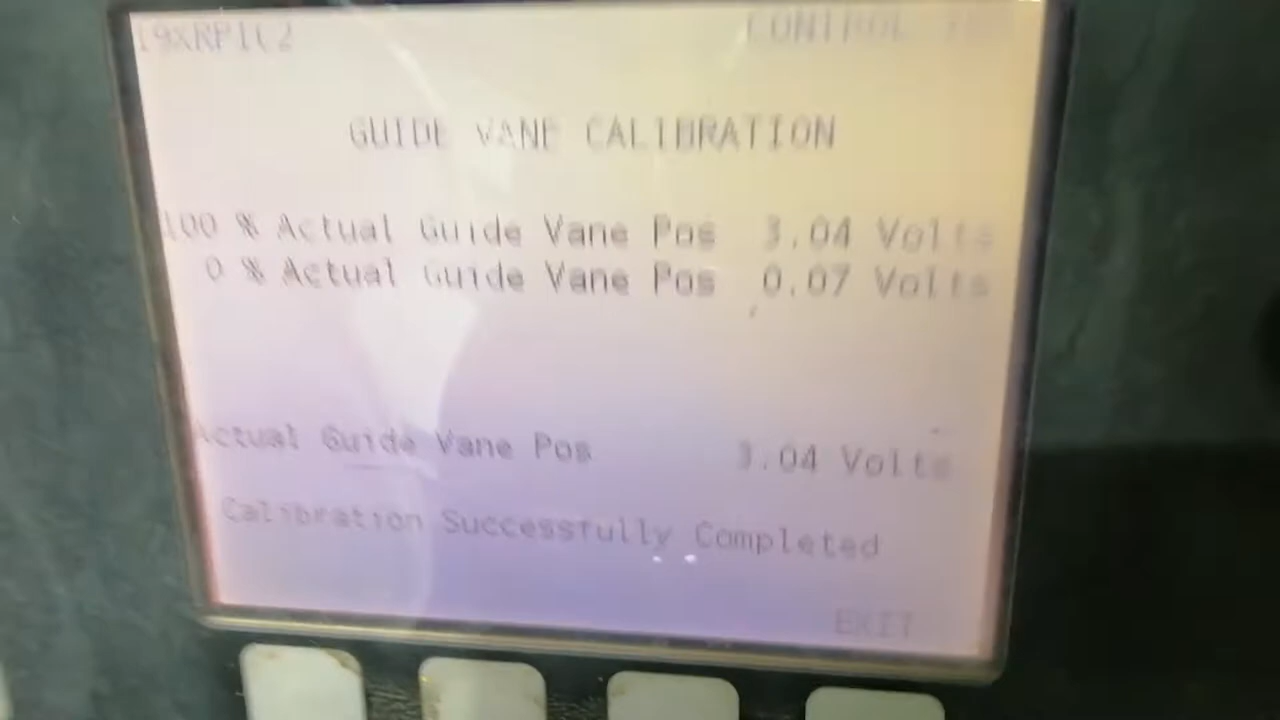 19XRPIC2 CONTROL
GUIDE VANE CALIBRATION
100 % Actual Guide Vane Pos 3.04 Volts
0 % Actual Guide Vane Pos 0.07 Volts
Actual Guide Vane Pos 3.04 Volts
Calibration Successfully Completed
EXIT